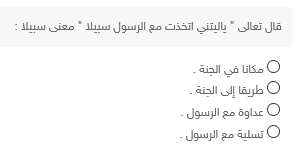 قال تعالى " ياليتني اتخذت مع الرسول سبيلا " معنى سبيلا :
مكانا في الجنة .
طريقا إلى الجنة .
عداوة مع الرسول .
تسلية مع الرسول .